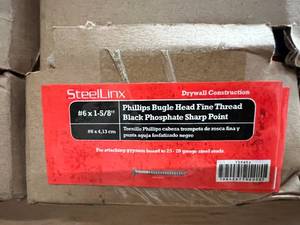 SteelLinx
Drywall Construction
#6 x 1-5/8"
Phillips Bugle Head Fine Thread
Black Phosphate Sharp Point
#6 x 4,13 cm
Tornillo Phillips cabeza trompeta de rosca fina y
punta aguja fosfatizado negro
For attaching gypsum board to 25 - 20 gauge steel studs.